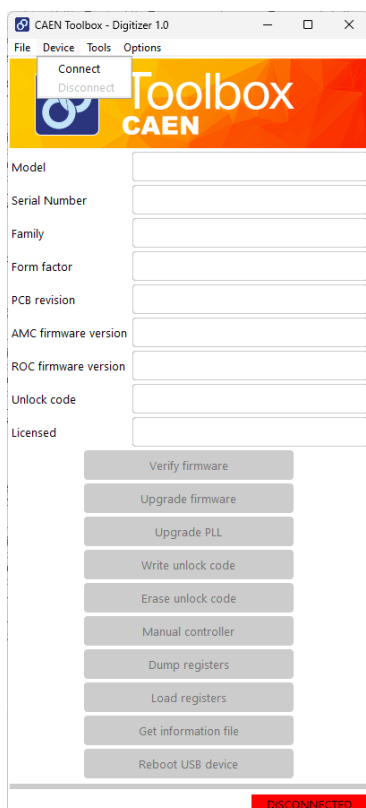 CAEN Toolbox - Digitizer 1.0
File Device Tools Options
Connect
Disconnect
Toolbox
CAEN
Model
Serial Number
Family
Form factor
PCB revision
AMC firmware version
ROC firmware version
Unlock code
Licensed
Verify firmware
Upgrade firmware
Upgrade PLL
Write unlock code
Erase unlock code
Manual controller
Dump registers
Load registers
Get information file
Reboot USB device
DISCONNECTED